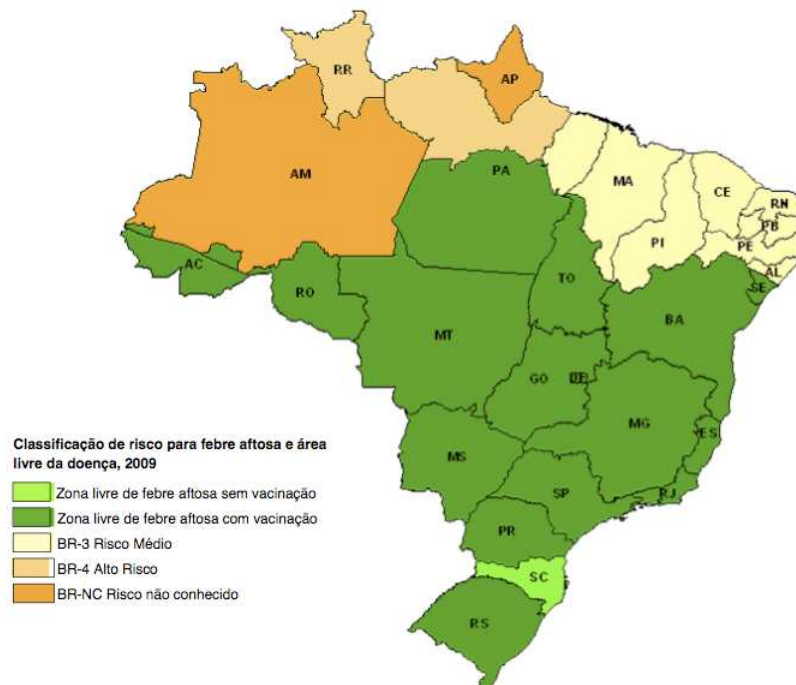 RR
AP
AM
PA
MA
CE
RN
PB
PI
PE
AL
SE
AC
RO
TO
BA
MT
GO
DF
MG
ES
MS
SP
RJ
PR
SC
RS
Classificação de risco para febre aftosa e área
livre da doença, 2009
Zona livre de febre aftosa sem vacinação
Zona livre de febre aftosa com vacinação
BR-3 Risco Médio
BR-4 Alto Risco
BR-NC Risco não conhecido